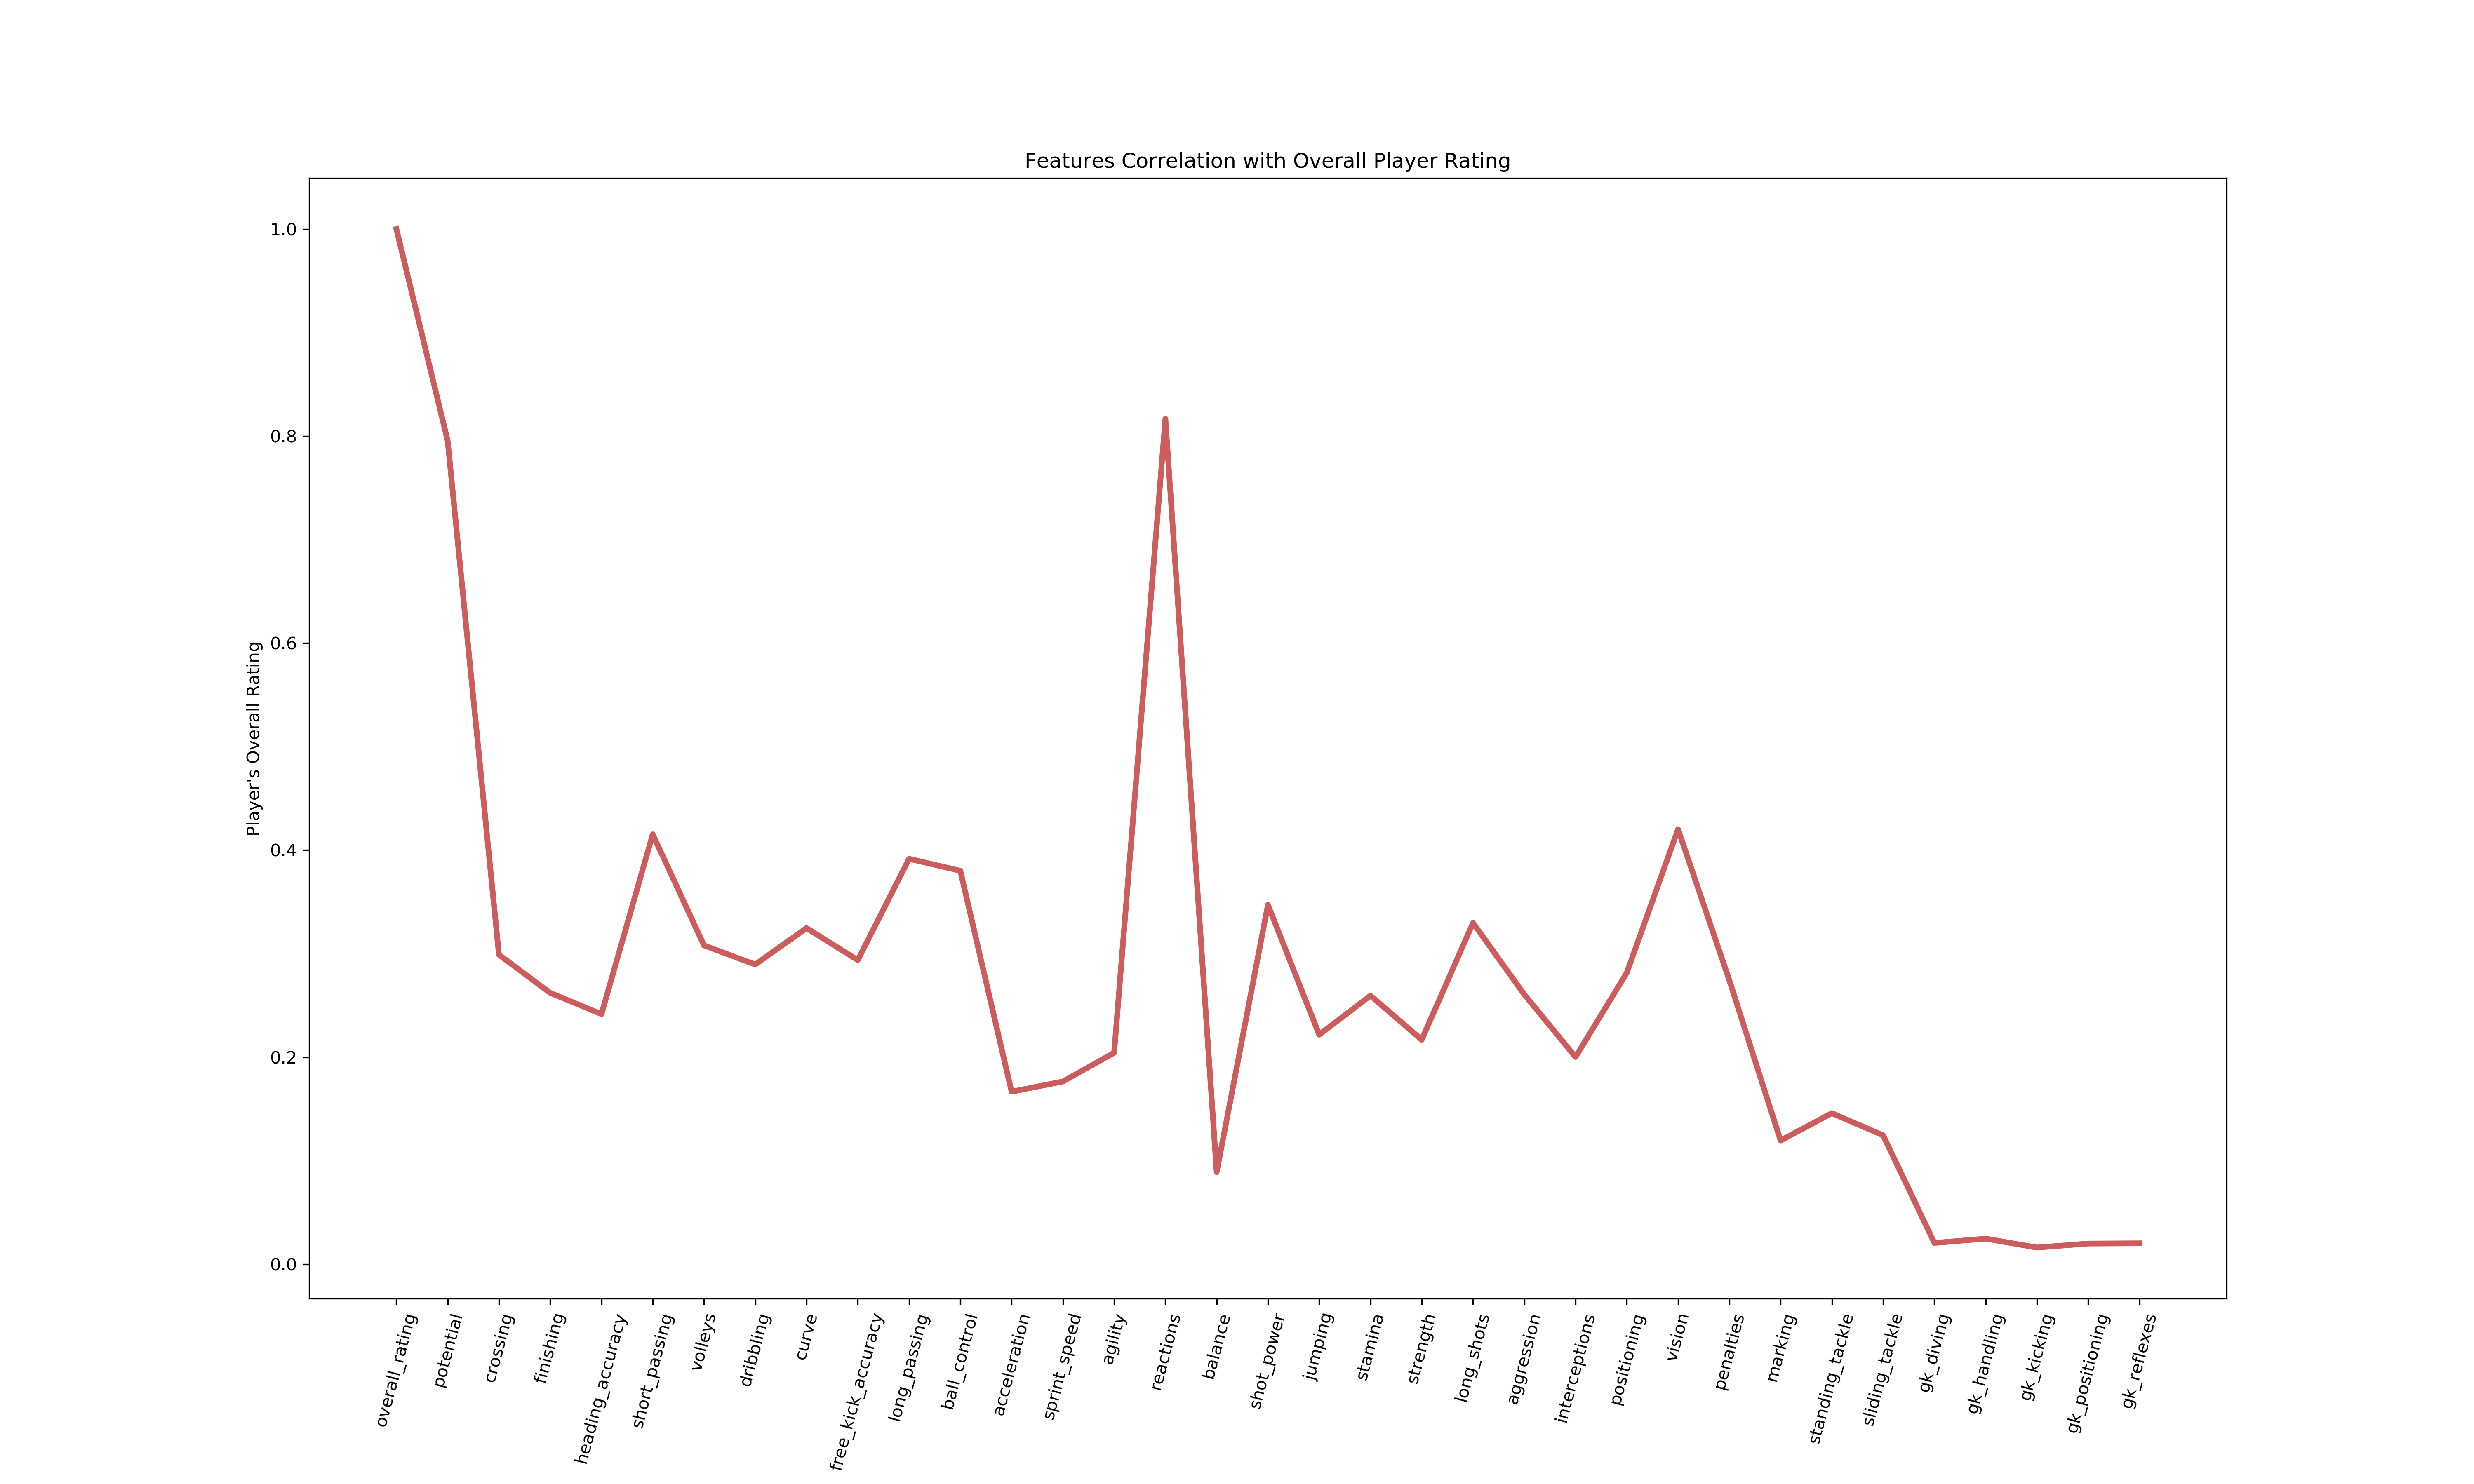 Features Correlation with Overall Player Rating
Player's Overall Rating
1.0
0.8
0.6
0.4
0.2
0.0
overall_rating
potential
crossing
finishing
heading_accuracy
short_passing
volleys
dribbling
curve
free_kick_accuracy
long_passing
ball_control
acceleration
sprint_speed
agility
reactions
balance
shot_power
jumping
stamina
strength
long_shots
aggression
interceptions
positioning
vision
penalties
marking
standing_tackle
sliding_tackle
gk_diving
gk_handling
gk_kicking
gk_positioning
gk_reflexes